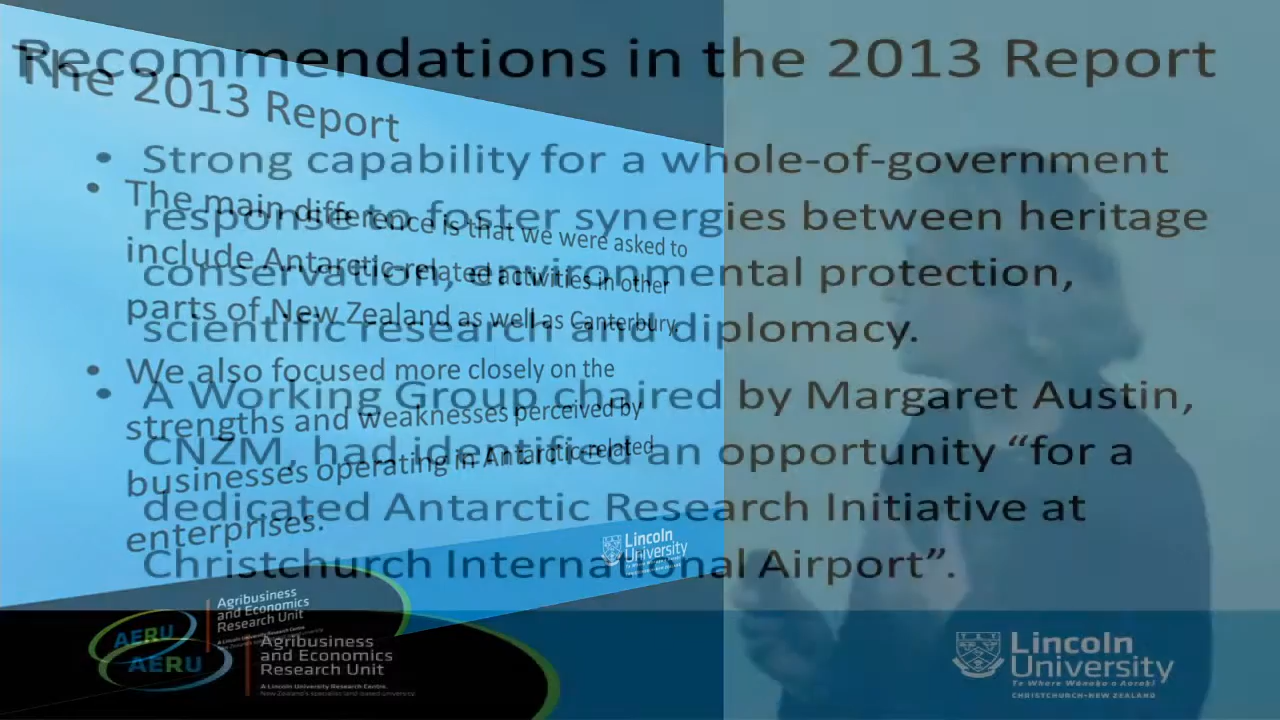 Recommendations in the 2013 Report
• Strong capability for a whole-of-government
response to foster synergies between heritage
conservation, environmental protection,
scientific research and diplomacy.
• A Working Group chaired by Margaret Austin,
CNZM, had identified an opportunity “for a
dedicated Antarctic Research Initiative at
Christchurch International Airport”.
AERU
Agribusiness
and Economics
Research Unit
A Lincoln University Research Centre.
New Zealand's specialist land-based university
Lincoln
University
Te Whare Wānaka o Aoraki
CHRISTCHURCH•NEW ZEALAND
The 2013 Report
• The main difference is that we were asked to
include Antarctic-related activities in other
parts of New Zealand as well as Canterbury.
• We also focused more closely on the
strengths and weaknesses perceived by
businesses operating in Antarctic-related
enterprises.
AERU
Agribusiness
and Economics
Research Unit
Lincoln
University